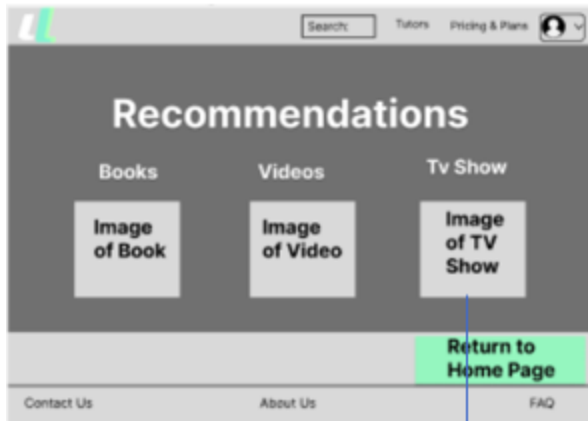 Search: Tutors Pricing & Plans
Recommendations
Books Videos Tv Show
Image of Book
Image of Video
Image of TV Show
Return to
Home Page
Contact Us About Us FAQ